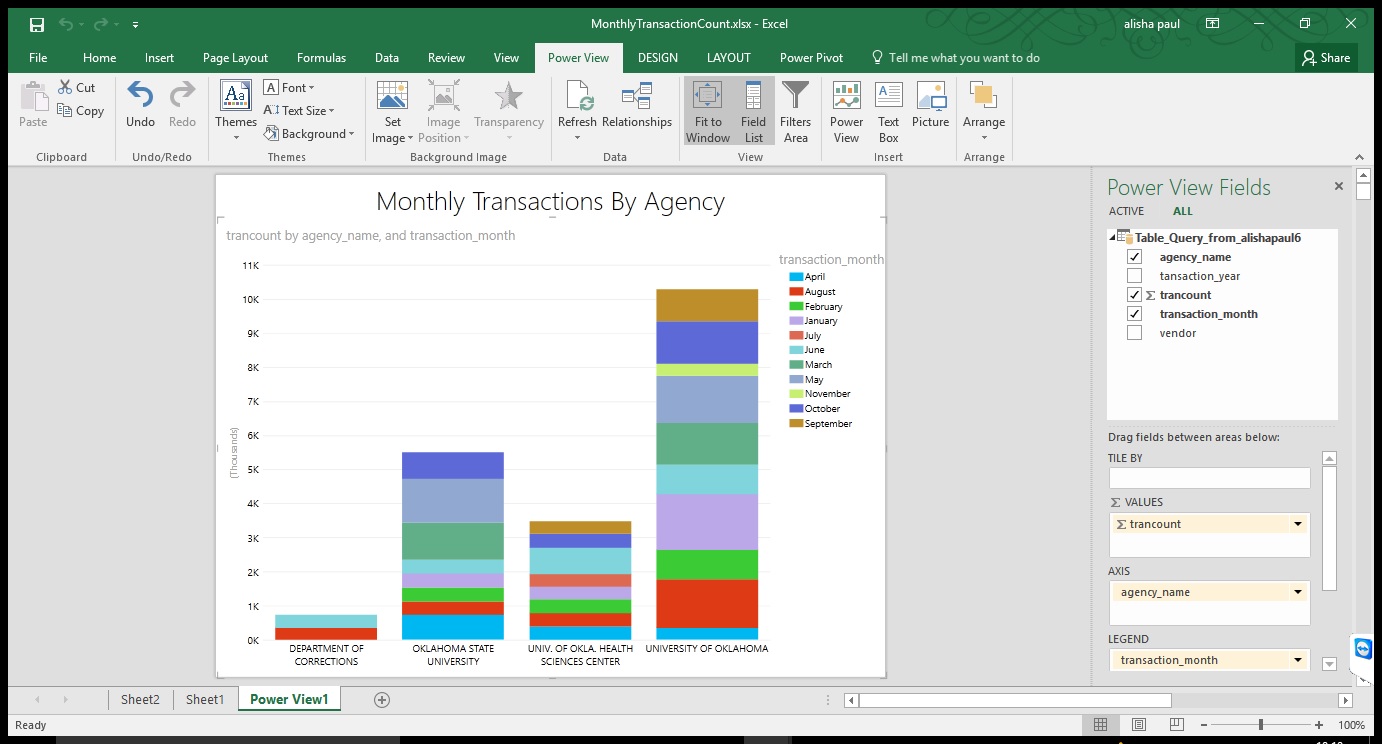 MonthlyTransactionCount.xlsx - Excel
alisha paul
File Home Insert Page Layout Formulas Data Review View Power View DESIGN LAYOUT Power Pivot Tell me what you want to do Share
Paste
Cut
Copy
Clipboard
Undo Redo
Undo/Redo
Themes
Font
Text Size
Background
Themes
Set Image
Image Position
Transparency
Background Image
Refresh
Relationships
Data
Fit to Window
Field List
Filters Area
View
Power View
Text Box
Picture
Insert
Arrange
Arrange
Monthly Transactions By Agency
trancount by agency_name, and transaction_month
(Thousands)
11K
10K
9K
8K
7K
6K
5K
4K
3K
2K
1K
0K
DEPARTMENT OF CORRECTIONS
OKLAHOMA STATE UNIVERSITY
UNIV. OF OKLA. HEALTH SCIENCES CENTER
UNIVERSITY OF OKLAHOMA
transaction_month
April
August
February
January
July
June
March
May
November
October
September
Power View Fields
ACTIVE ALL
Table_Query_from_alishapaul6
agency_name
tansaction_year
Σ trancount
transaction_month
vendor
Drag fields between areas below:
TILE BY
Σ VALUES
Σ trancount
AXIS
agency_name
LEGEND
transaction_month
Sheet2 Sheet1 Power View1
Ready
100%